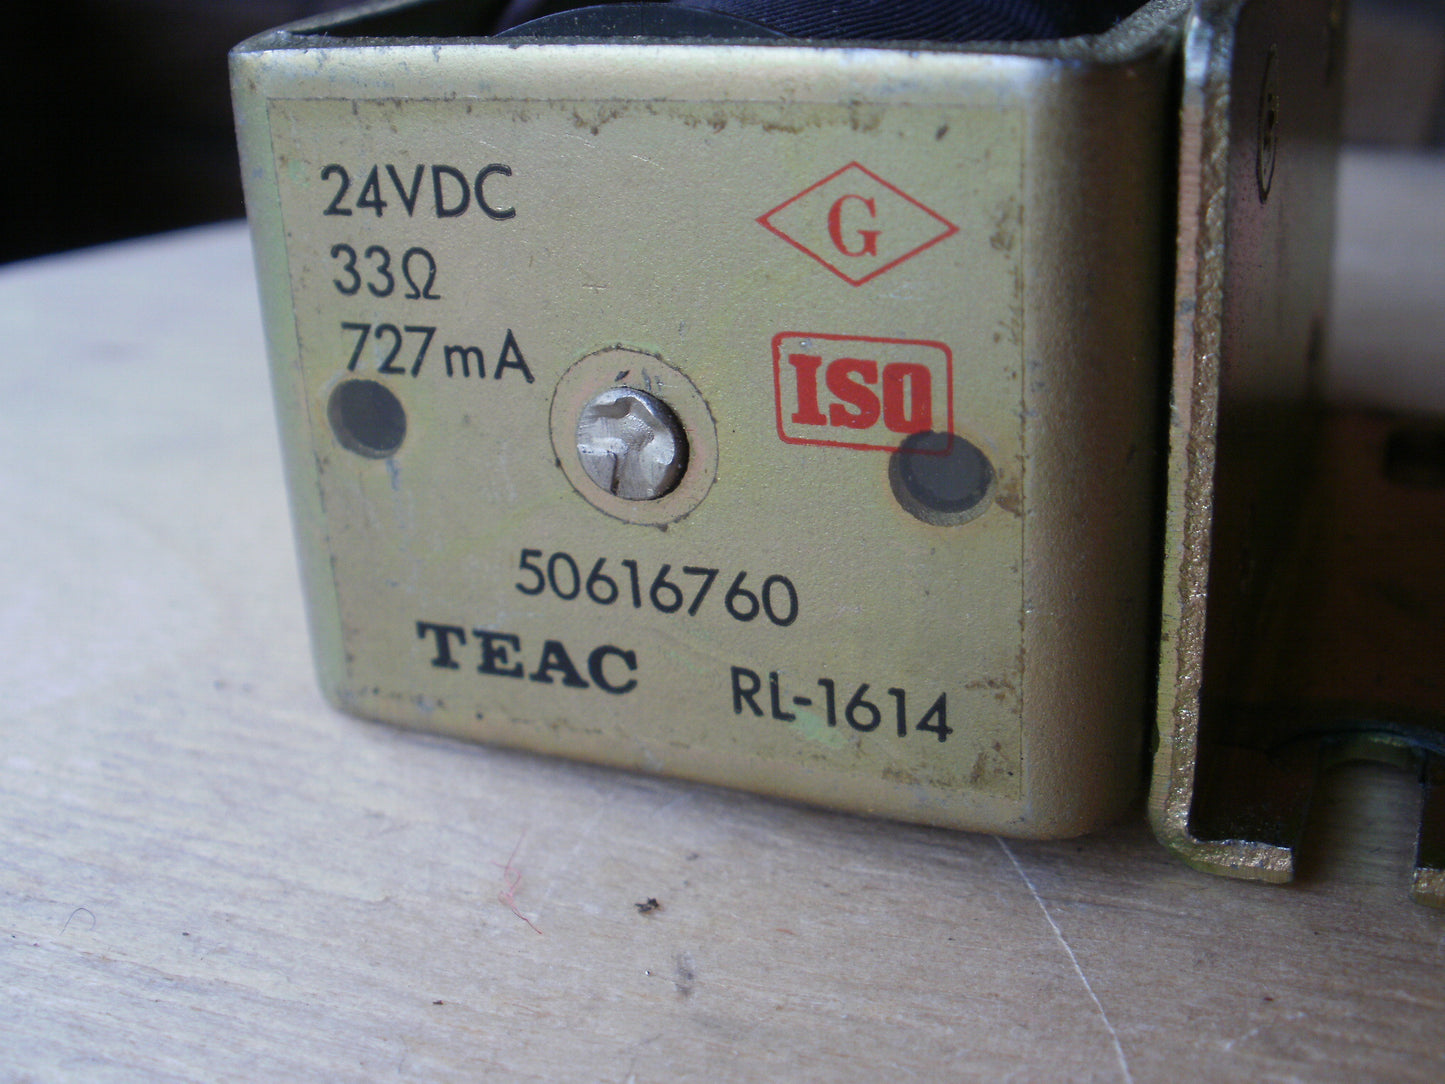 24VDC
33Ω
727mA
G
ISO
50616760
TEAC
RL-1614